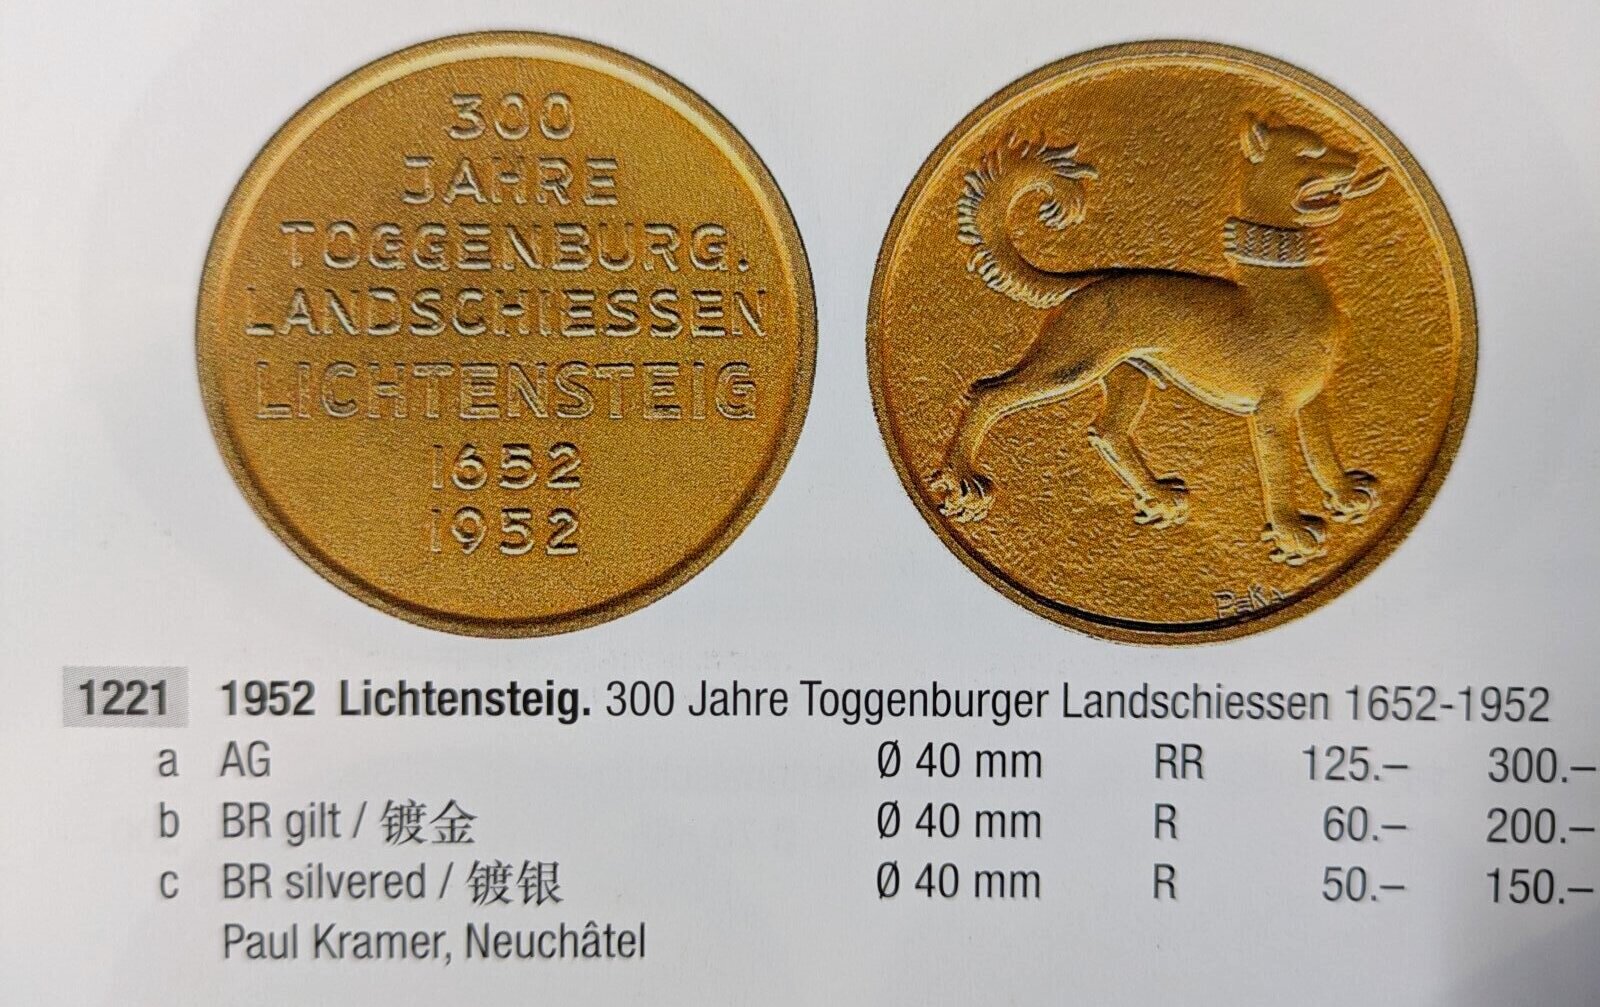 300
JAHRE
TOGGENBURG.
LANDSCHIESSEN
LICHTENSTEIG
1652
1952
PEKA
1221 1952 Lichtensteig. 300 Jahre Toggenburger Landschiessen 1652-1952
a AG Ø 40 mm RR 125.– 300.–
b BR gilt / 镀金 Ø 40 mm R 60.– 200.–
c BR silvered / 镀银 Ø 40 mm R 50.– 150.–
Paul Kramer, Neuchâtel